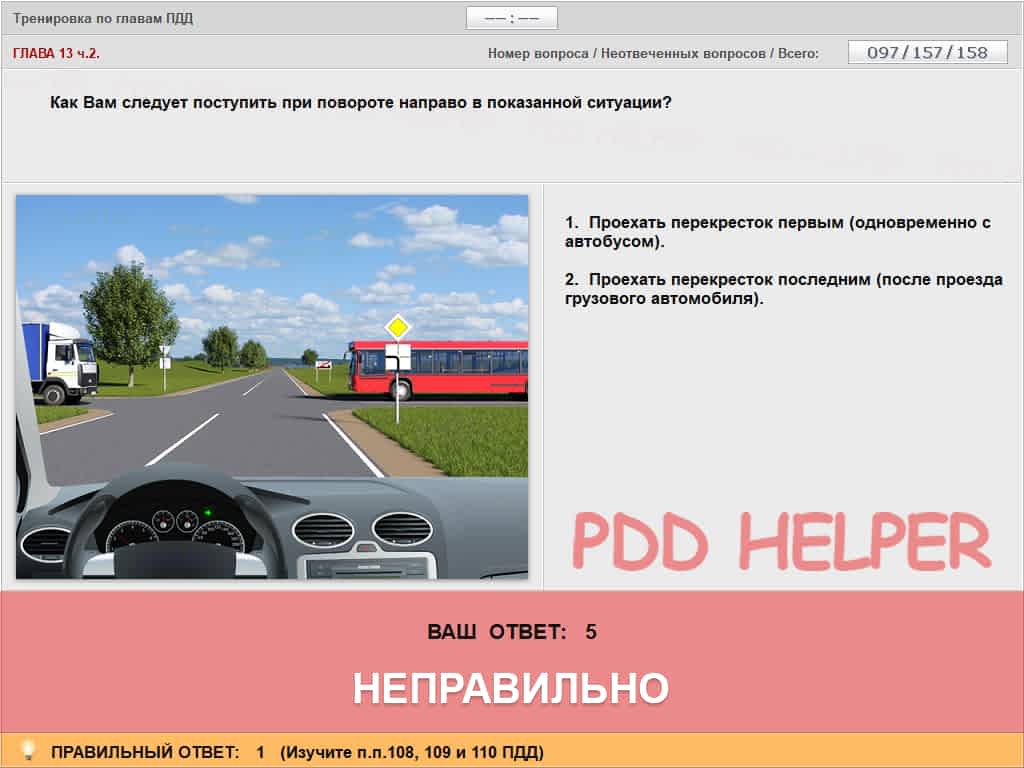 Тренировка по главам ПДД
—— : ——
ГЛАВА 13 ч.2.
Номер вопроса / Неотвеченных вопросов / Всего:
097/157/158
Как Вам следует поступить при повороте направо в показанной ситуации?
1. Проехать перекресток первым (одновременно с
автобусом).
2. Проехать перекресток последним (после проезда
грузового автомобиля).
PDD HELPER
ВАШ ОТВЕТ: 5
НЕПРАВИЛЬНО
ПРАВИЛЬНЫЙ ОТВЕТ: 1 (Изучите п.п.108, 109 и 110 ПДД)